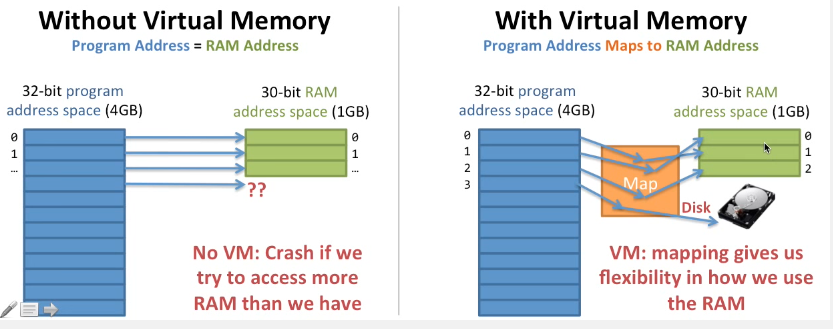 Without Virtual Memory
Program Address = RAM Address
32-bit program
address space (4GB)
30-bit RAM
address space (1GB)
0
1
...
0
1
...
??
No VM: Crash if we
try to access more
RAM than we have
With Virtual Memory
Program Address Maps to RAM Address
32-bit program
address space (4GB)
30-bit RAM
address space (1GB)
0
1
2
3
Map
0
1
2
Disk
VM: mapping gives us
flexibility in how we use
the RAM